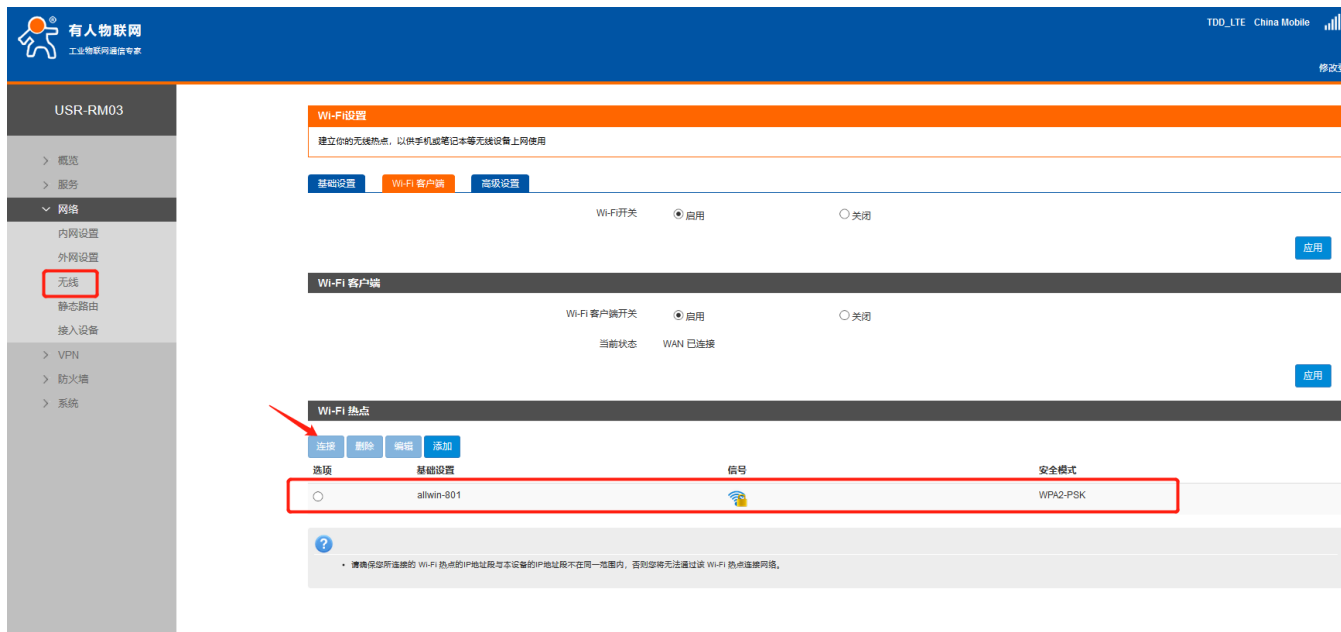 有人物联网
工业物联网通信专家
®
TDD_LTE China Mobile
USR-RM03
概览
服务
网络
内网设置
外网设置
无线
静态路由
接入设备
VPN
防火墙
系统
Wi-Fi设置
建立你的无线热点，以供手机或笔记本等无线设备上网使用
基础设置 Wi-Fi 客户端 高级设置
Wi-Fi开关 启用 关闭
应用
Wi-Fi 客户端
Wi-Fi 客户端开关 启用 关闭
当前状态 WAN 已连接
应用
Wi-Fi 热点
连接 删除 编辑 添加
选项 基础设置 信号 安全模式
allwin-801 WPA2-PSK
?
• 请确保您所连接的 Wi-Fi 热点的IP地址段与本设备的IP地址段不在同一范围内，否则您将无法通过该 Wi-Fi 热点连接网络。